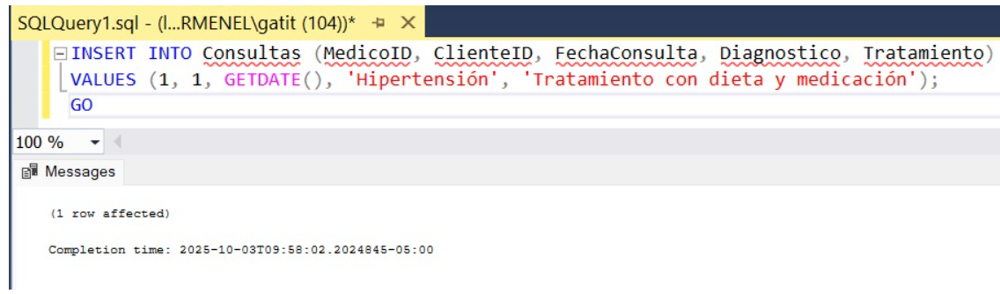 SQLQuery1.sql - (l...RMENEL\gatit (104))*
INSERT INTO Consultas (MedicoID, ClienteID, FechaConsulta, Diagnostico, Tratamiento)
VALUES (1, 1, GETDATE(), 'Hipertensión', 'Tratamiento con dieta y medicación');
GO
100 %
Messages
(1 row affected)
Completion time: 2025-10-03T09:58:02.2024845-05:00